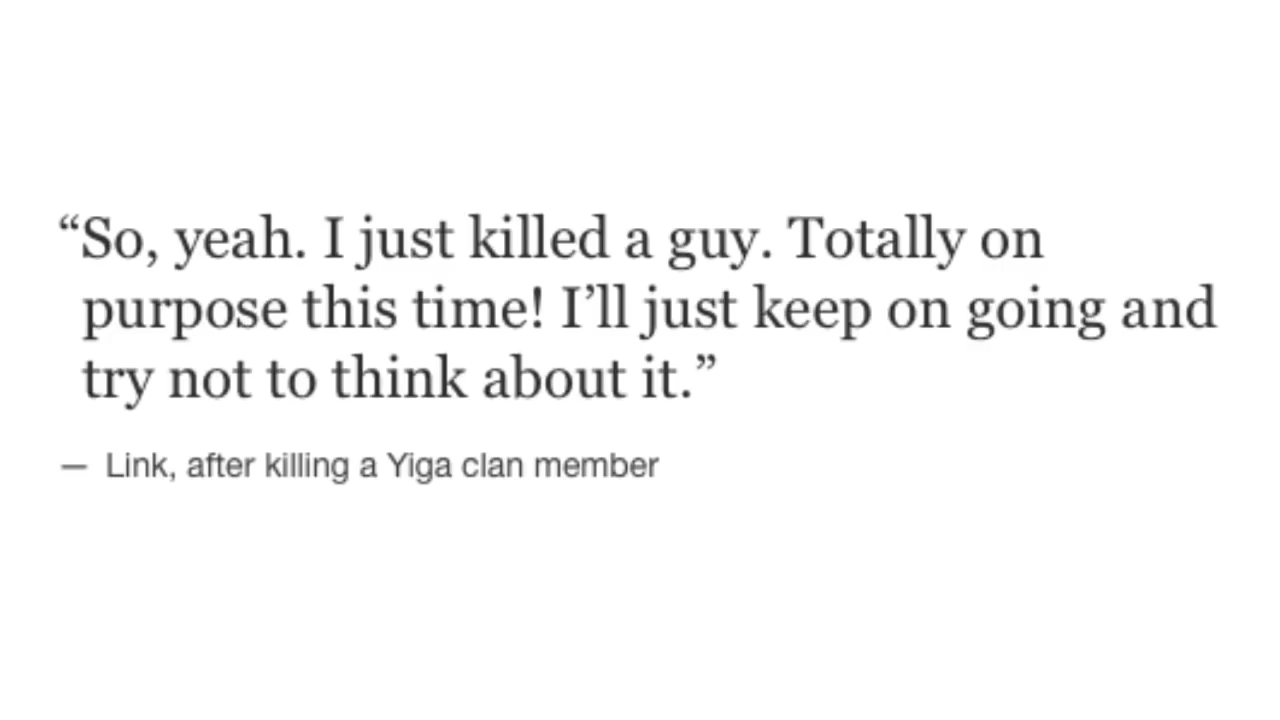 “So, yeah. I just killed a guy. Totally on
purpose this time! I’ll just keep on going and
try not to think about it.”
— Link, after killing a Yiga clan member